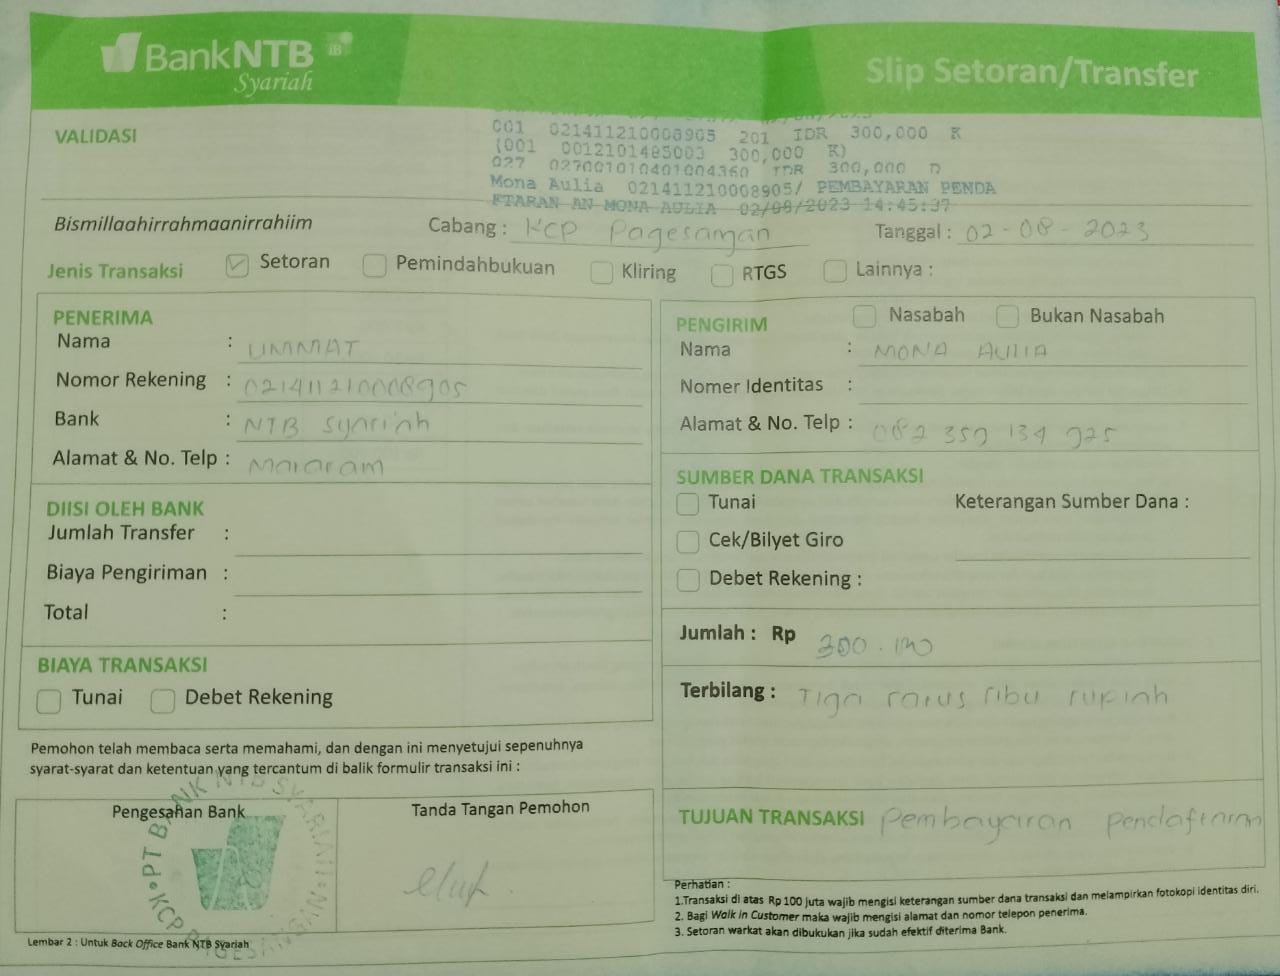 BankNTB iB
Syariah
Slip Setoran/Transfer
VALIDASI
001 021411210008905 201 IDR 300,000 K
(001 0012101485003 300,000 K)
027 027001010401004360 IDR 300,000 D
Mona Aulia 021411210008905/ PEMBAYARAN PENDA
FTARAN AN MONA AULIA 02/08/2023 14:45:37
Bismillaahirrahmaanirrahiim
Cabang : KCP Pagesangan
Tanggal : 02-08-2023
Jenis Transaksi Setoran Pemindahbukuan Kliring RTGS Lainnya :
PENERIMA
Nama : UMMAT
Nomor Rekening : 021411210008905
Bank : NTB Syariah
Alamat & No. Telp : Mataram
PENGIRIM Nasabah Bukan Nasabah
Nama : MONA AULIA
Nomer Identitas :
Alamat & No. Telp : 082 359 134 925
DIISI OLEH BANK
Jumlah Transfer :
Biaya Pengiriman :
Total :
SUMBER DANA TRANSAKSI
Tunai Keterangan Sumber Dana :
Cek/Bilyet Giro
Debet Rekening :
BIAYA TRANSAKSI
Tunai Debet Rekening
Jumlah : Rp 300.000
Terbilang : Tiga ratus ribu rupiah
Pemohon telah membaca serta memahami, dan dengan ini menyetujui sepenuhnya
syarat-syarat dan ketentuan yang tercantum di balik formulir transaksi ini :
Pengesahan Bank
PT BANK NTB SYARIAH
KCP PAGESANGAN
Tanda Tangan Pemohon
TUJUAN TRANSAKSI Pembayaran Pendaftaran
Perhatian :
1.Transaksi di atas Rp 100 juta wajib mengisi keterangan sumber dana transaksi dan melampirkan fotokopi identitas diri.
2. Bagi Walk in Customer maka wajib mengisi alamat dan nomor telepon penerima.
3. Setoran warkat akan dibukukan jika sudah efektif diterima Bank.
Lembar 2 : Untuk Back Office Bank NTB Syariah